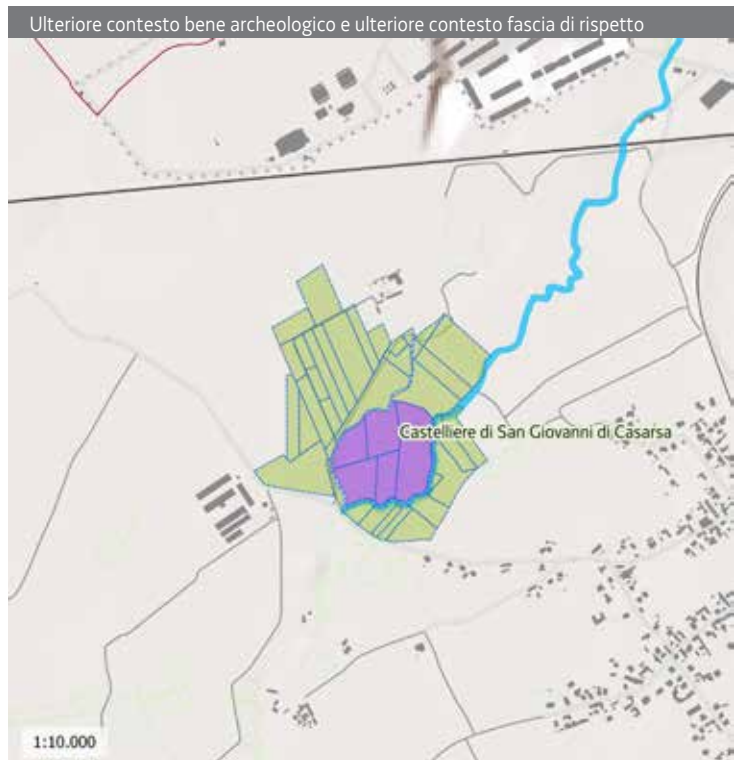 Ulteriore contesto bene archeologico e ulteriore contesto fascia di rispetto
Castelliere di San Giovanni di Casarsa
1:10.000